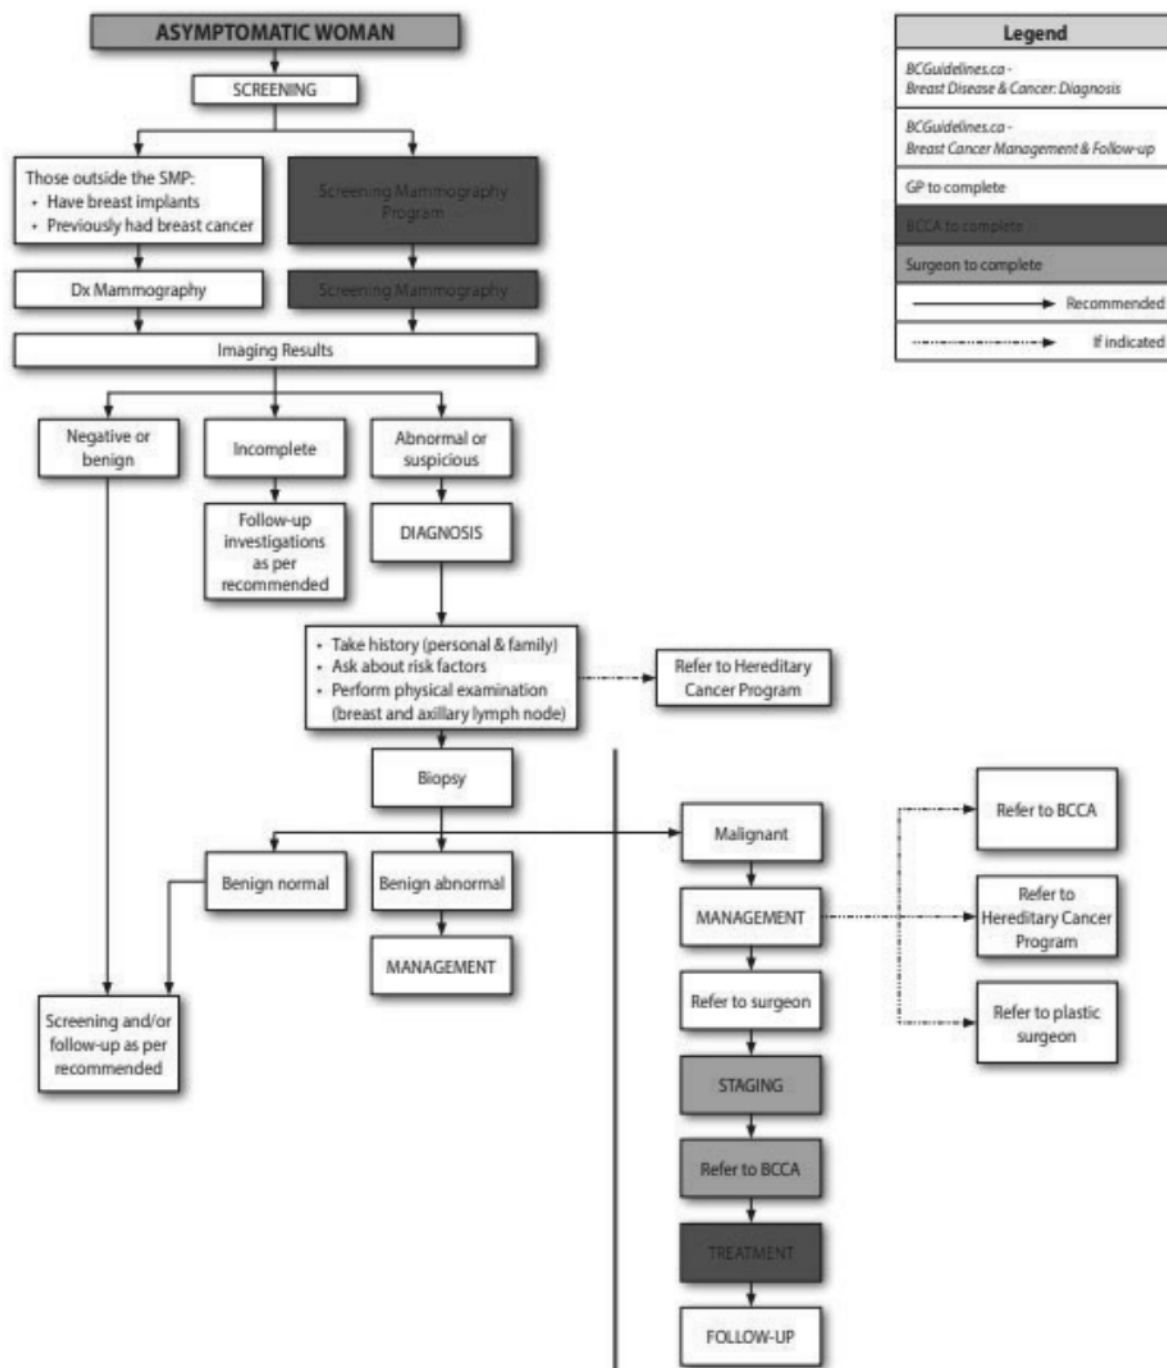 ASYMPTOMATIC WOMAN
SCREENING
Those outside the SMP:
• Have breast implants
• Previously had breast cancer
Screening Mammography
Program
Dx Mammography
Screening Mammography
Imaging Results
Negative or
benign
Incomplete
Abnormal or
suspicious
Follow-up
investigations
as per
recommended
DIAGNOSIS
• Take history (personal & family)
• Ask about risk factors
• Perform physical examination
(breast and axillary lymph node)
Refer to Hereditary
Cancer Program
Biopsy
Benign normal
Benign abnormal
MANAGEMENT
Screening and/or
follow-up as per
recommended
Malignant
MANAGEMENT
Refer to surgeon
STAGING
Refer to BCCA
TREATMENT
FOLLOW-UP
Refer to BCCA
Refer to
Hereditary Cancer
Program
Refer to plastic
surgeon
Legend
BCGuidelines.ca -
Breast Disease & Cancer: Diagnosis
BCGuidelines.ca -
Breast Cancer Management & Follow-up
GP to complete
BCCA to complete
Surgeon to complete
Recommended
If indicated